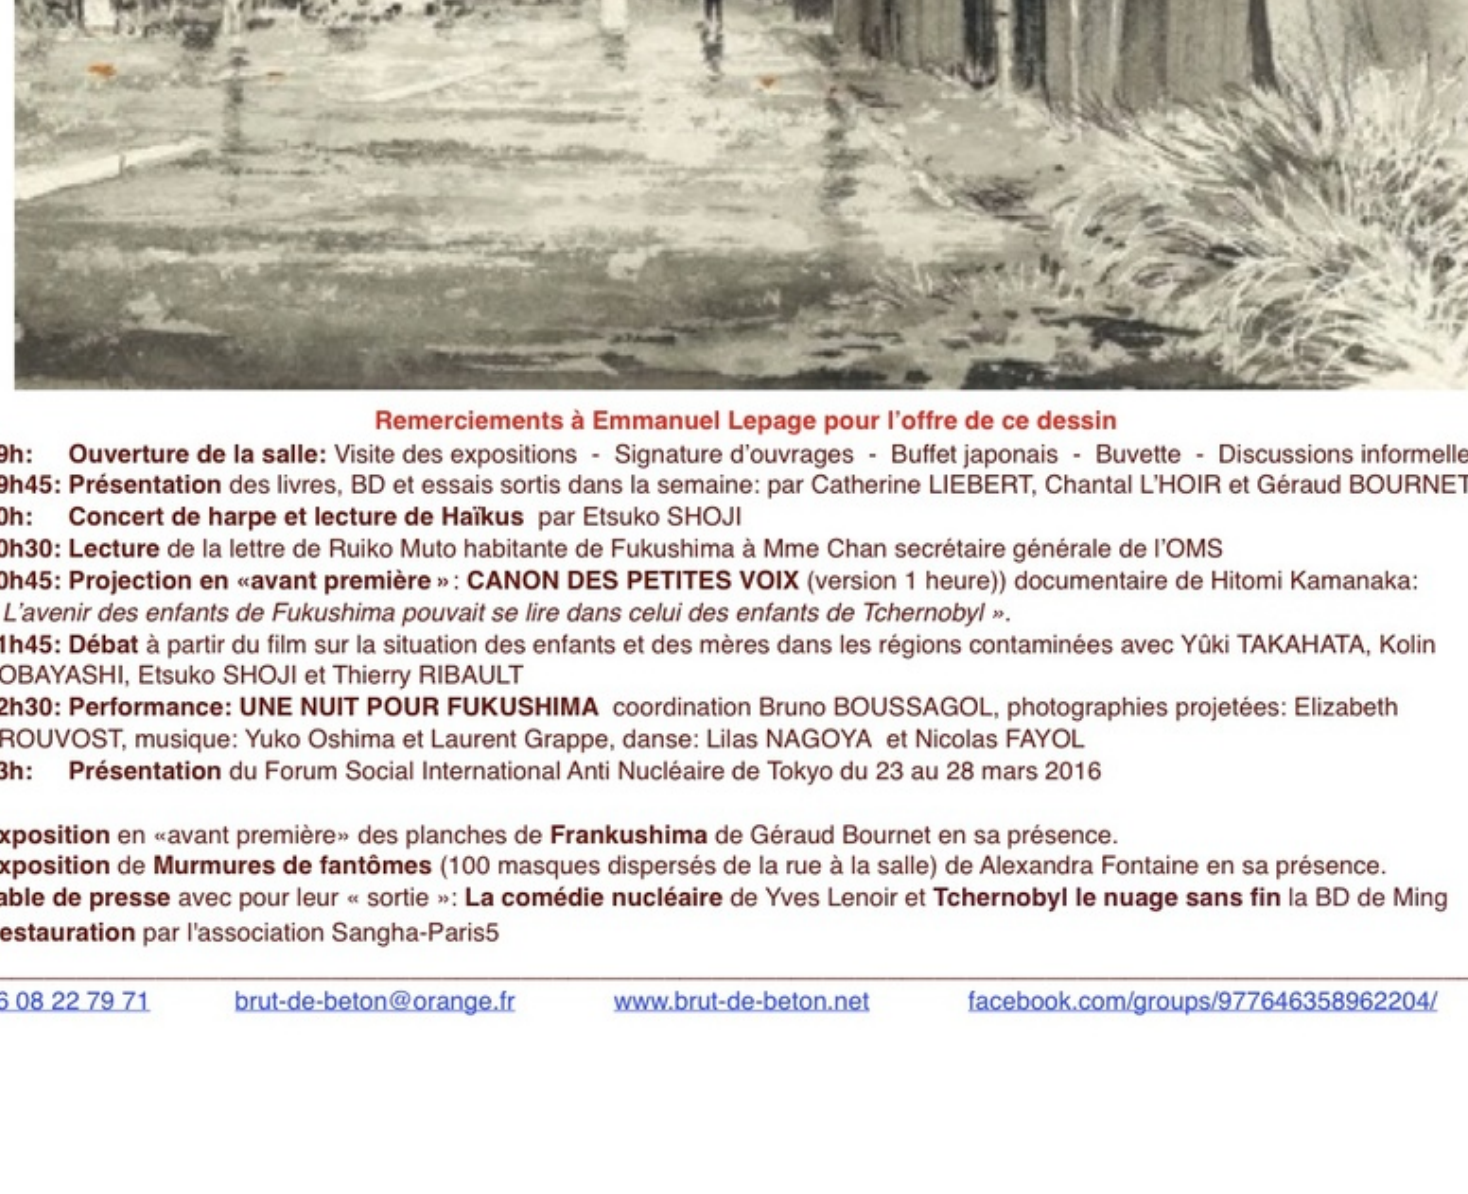 Remerciements à Emmanuel Lepage pour l'offre de ce dessin
9h: Ouverture de la salle: Visite des expositions - Signature d'ouvrages - Buffet japonais - Buvette - Discussions informelle
9h45: Présentation des livres, BD et essais sortis dans la semaine: par Catherine LIEBERT, Chantal L'HOIR et Géraud BOURNET
0h: Concert de harpe et lecture de Haïkus par Etsuko SHOJI
0h30: Lecture de la lettre de Ruiko Muto habitante de Fukushima à Mme Chan secrétaire générale de l'OMS
0h45: Projection en «avant première» : CANON DES PETITES VOIX (version 1 heure)) documentaire de Hitomi Kamanaka:
L'avenir des enfants de Fukushima pouvait se lire dans celui des enfants de Tchernobyl ».
1h45: Débat à partir du film sur la situation des enfants et des mères dans les régions contaminées avec Yûki TAKAHATA, Kolin
OBAYASHI, Etsuko SHOJI et Thierry RIBAULT
2h30: Performance: UNE NUIT POUR FUKUSHIMA coordination Bruno BOUSSAGOL, photographies projetées: Elizabeth
ROUVOST, musique: Yuko Oshima et Laurent Grappe, danse: Lilas NAGOYA et Nicolas FAYOL
3h: Présentation du Forum Social International Anti Nucléaire de Tokyo du 23 au 28 mars 2016
xposition en «avant première» des planches de Frankushima de Géraud Bournet en sa présence.
xposition de Murmures de fantômes (100 masques dispersés de la rue à la salle) de Alexandra Fontaine en sa présence.
able de presse avec pour leur « sortie »: La comédie nucléaire de Yves Lenoir et Tchernobyl le nuage sans fin la BD de Ming
estauration par l'association Sangha-Paris5
6 08 22 79 71 brut-de-beton@orange.fr www.brut-de-beton.net facebook.com/groups/977646358962204/